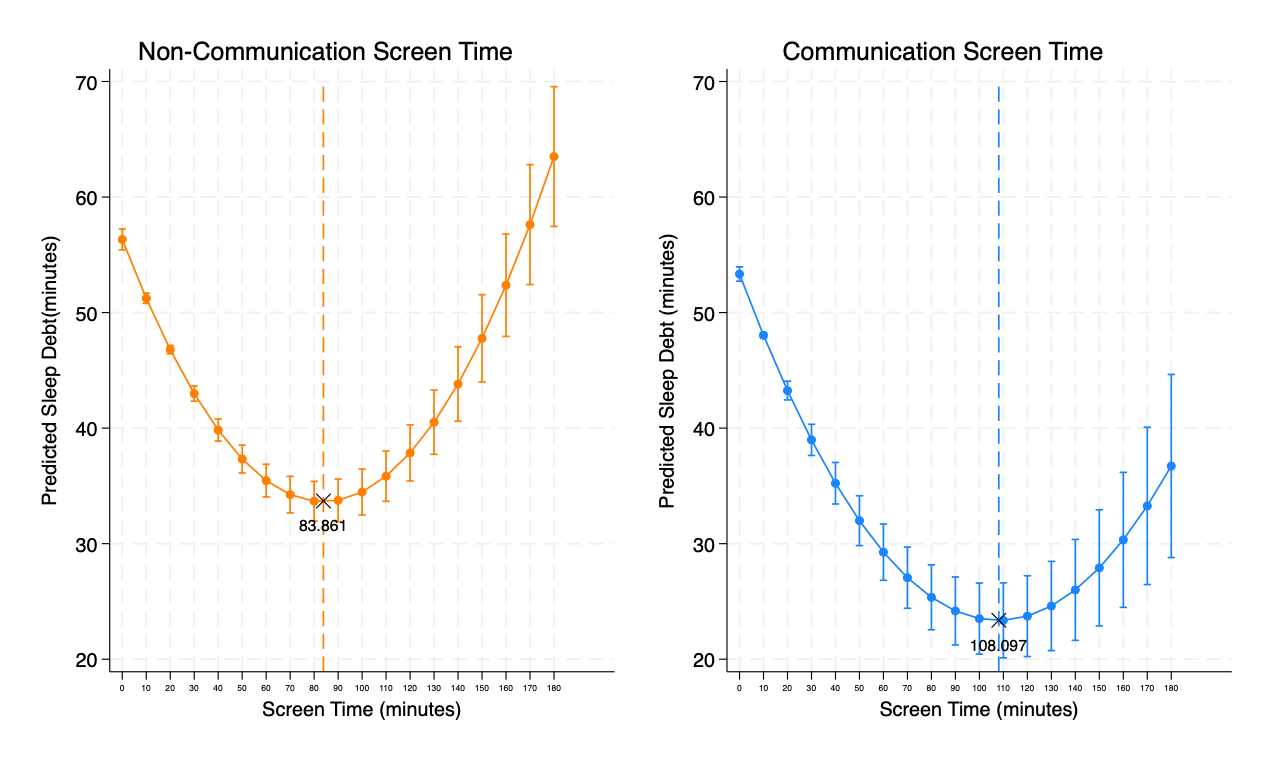 Non-Communication Screen Time
70
60
50
40
30
20
Predicted Sleep Debt(minutes)
83.861
0 10 20 30 40 50 60 70 80 90 100 110 120 130 140 150 160 170 180
Screen Time (minutes)
Communication Screen Time
70
60
50
40
30
20
Predicted Sleep Debt (minutes)
108.097
0 10 20 30 40 50 60 70 80 90 100 110 120 130 140 150 160 170 180
Screen Time (minutes)